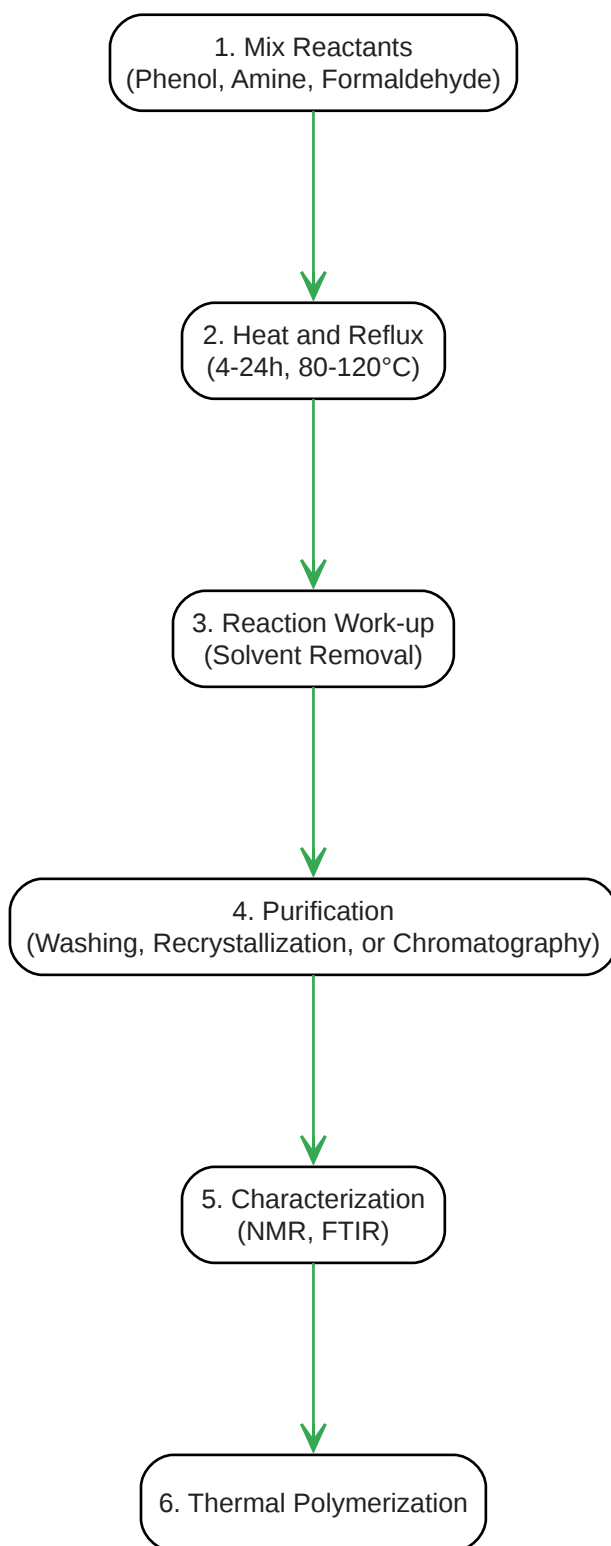 1. Mix Reactants
(Phenol, Amine, Formaldehyde)
2. Heat and Reflux
(4-24h, 80-120°C)
3. Reaction Work-up
(Solvent Removal)
4. Purification
(Washing, Recrystallization, or Chromatography)
5. Characterization
(NMR, FTIR)
6. Thermal Polymerization